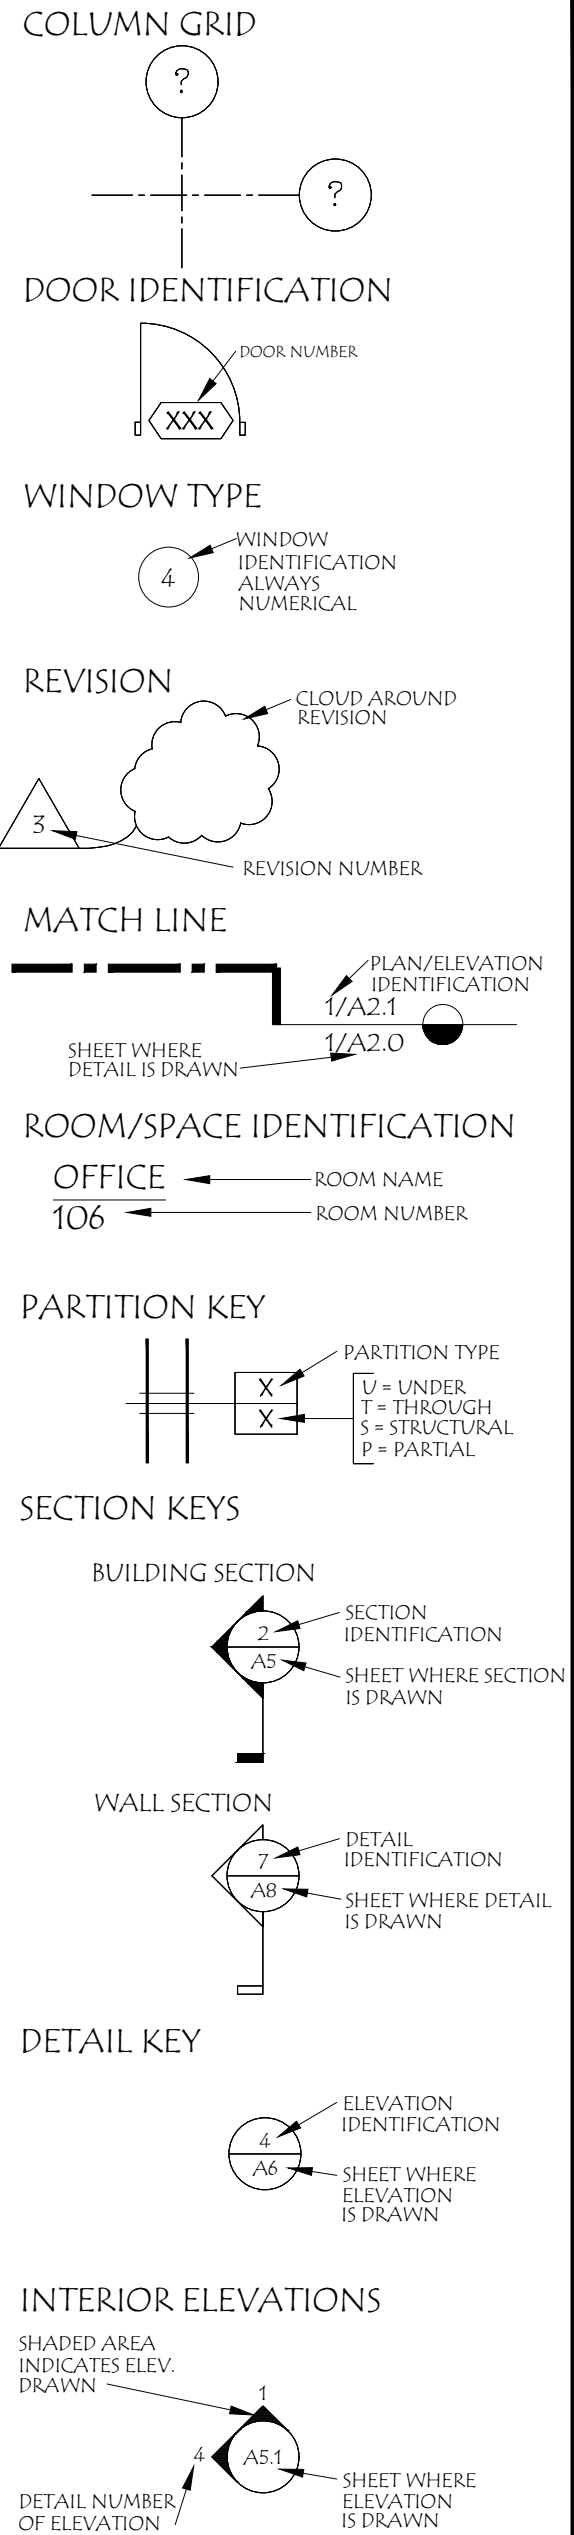 COLUMN GRID
?
?
DOOR IDENTIFICATION
DOOR NUMBER
XXX
WINDOW TYPE
WINDOW
IDENTIFICATION
ALWAYS
NUMERICAL
4
REVISION
CLOUD AROUND
REVISION
3
REVISION NUMBER
MATCH LINE
PLAN/ELEVATION
IDENTIFICATION
1/A2.1
1/A2.0
SHEET WHERE
DETAIL IS DRAWN
ROOM/SPACE IDENTIFICATION
OFFICE
ROOM NAME
106
ROOM NUMBER
PARTITION KEY
PARTITION TYPE
X
X
U = UNDER
T = THROUGH
S = STRUCTURAL
P = PARTIAL
SECTION KEYS
BUILDING SECTION
2
A5
SECTION
IDENTIFICATION
SHEET WHERE SECTION
IS DRAWN
WALL SECTION
7
A8
DETAIL
IDENTIFICATION
SHEET WHERE DETAIL
IS DRAWN
DETAIL KEY
4
A6
ELEVATION
IDENTIFICATION
SHEET WHERE
ELEVATION
IS DRAWN
INTERIOR ELEVATIONS
SHADED AREA
INDICATES ELEV.
DRAWN
1
4
A5.1
SHEET WHERE
ELEVATION
IS DRAWN
DETAIL NUMBER
OF ELEVATION